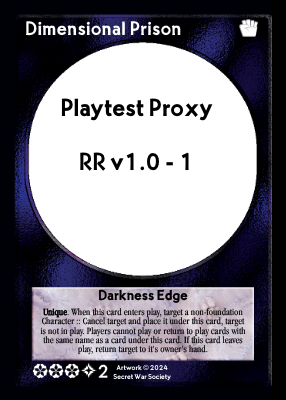 Dimensional Prison
Playtest Proxy
RR v1.0 - 1
Darkness Edge
Unique. When this card enters play, target a non-foundation
Character :: Cancel target and place it under this card, target
is not in play. Players cannot play or return to play cards with
the same name as a card under this card. If this card leaves
play, return target to it's owner's hand.
2
Artwork © 2024
Secret War Society